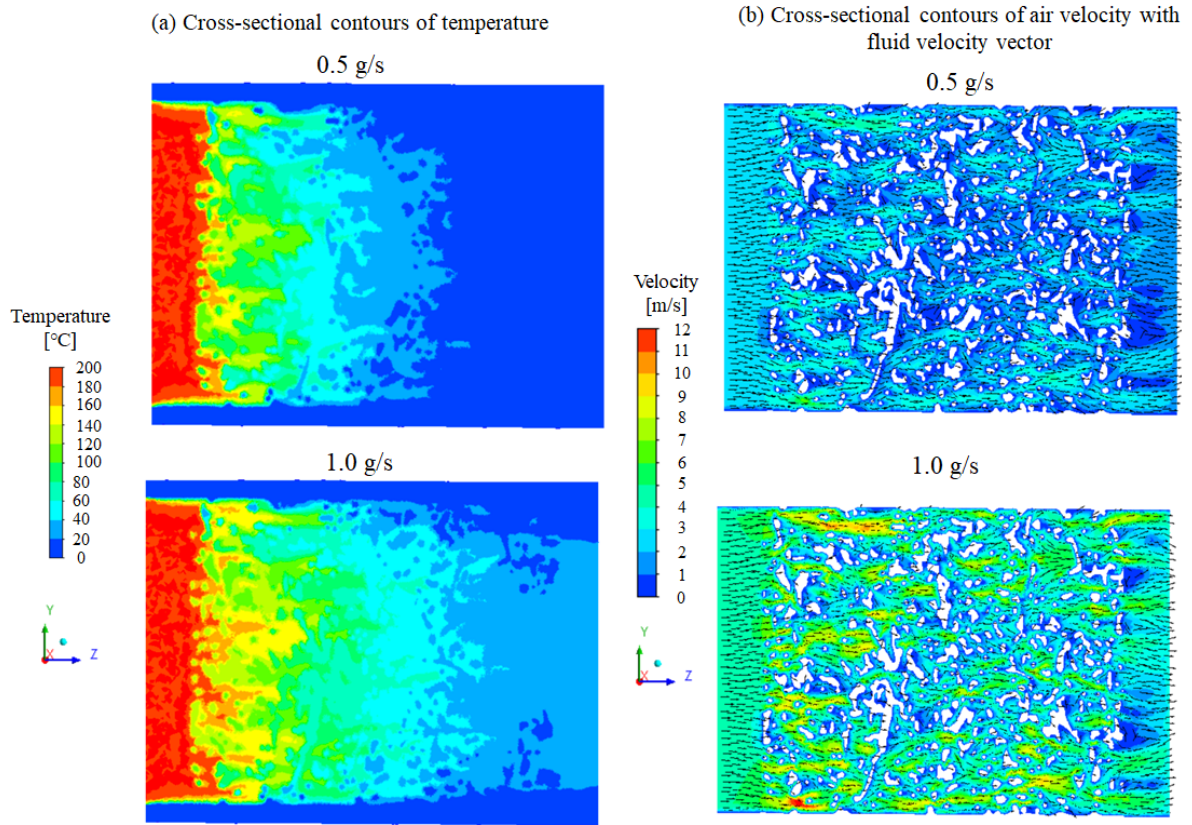 (a) Cross-sectional contours of temperature
0.5 g/s
Temperature
[°C]
200
180
160
140
120
100
80
60
40
20
0
1.0 g/s
Y
X
Z
(b) Cross-sectional contours of air velocity with
fluid velocity vector
0.5 g/s
Velocity
[m/s]
12
11
10
9
8
7
6
5
4
3
2
1
0
1.0 g/s
Y
X
Z